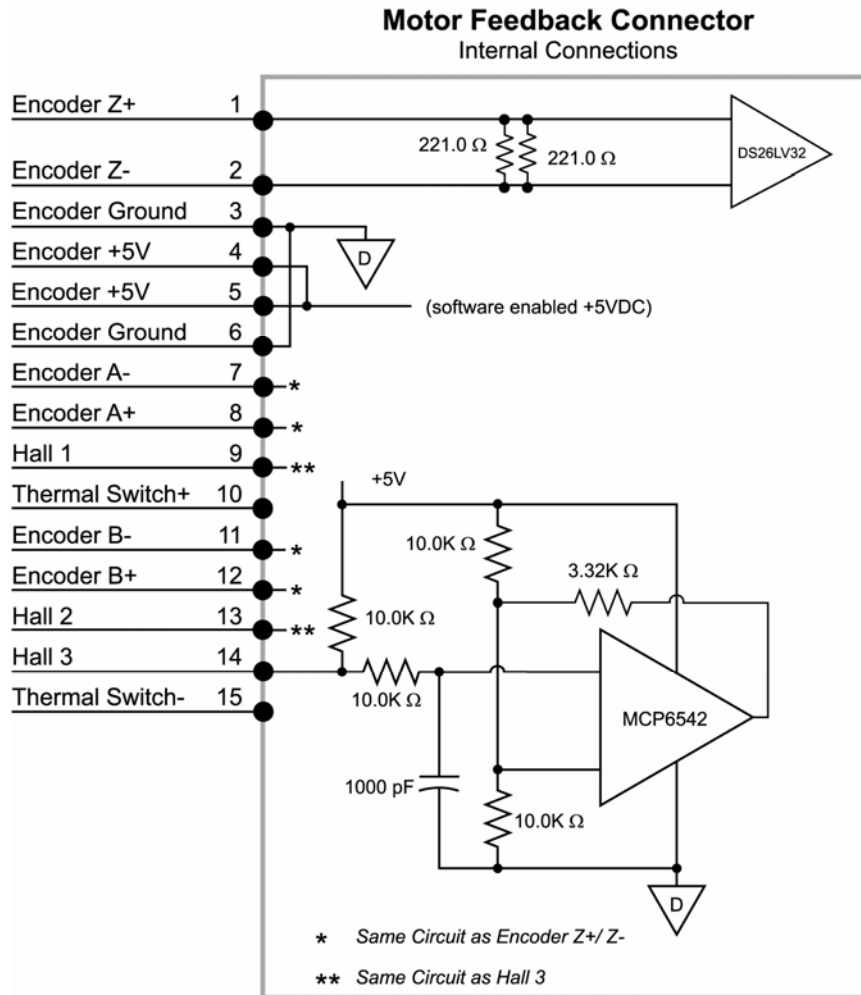 Motor Feedback Connector
Internal Connections
Encoder Z+ 1
221.0 Ω
221.0 Ω
DS26LV32
Encoder Z- 2
Encoder Ground 3
D
Encoder +5V 4
Encoder +5V 5
(software enabled +5VDC)
Encoder Ground 6
Encoder A- 7 *
Encoder A+ 8 *
Hall 1 9 **
+5V
Thermal Switch+ 10
Encoder B- 11 *
10.0K Ω
3.32K Ω
Encoder B+ 12 *
Hall 2 13 **
10.0K Ω
Hall 3 14
10.0K Ω
Thermal Switch- 15
MCP6542
1000 pF
10.0K Ω
D
* Same Circuit as Encoder Z+/ Z-
** Same Circuit as Hall 3